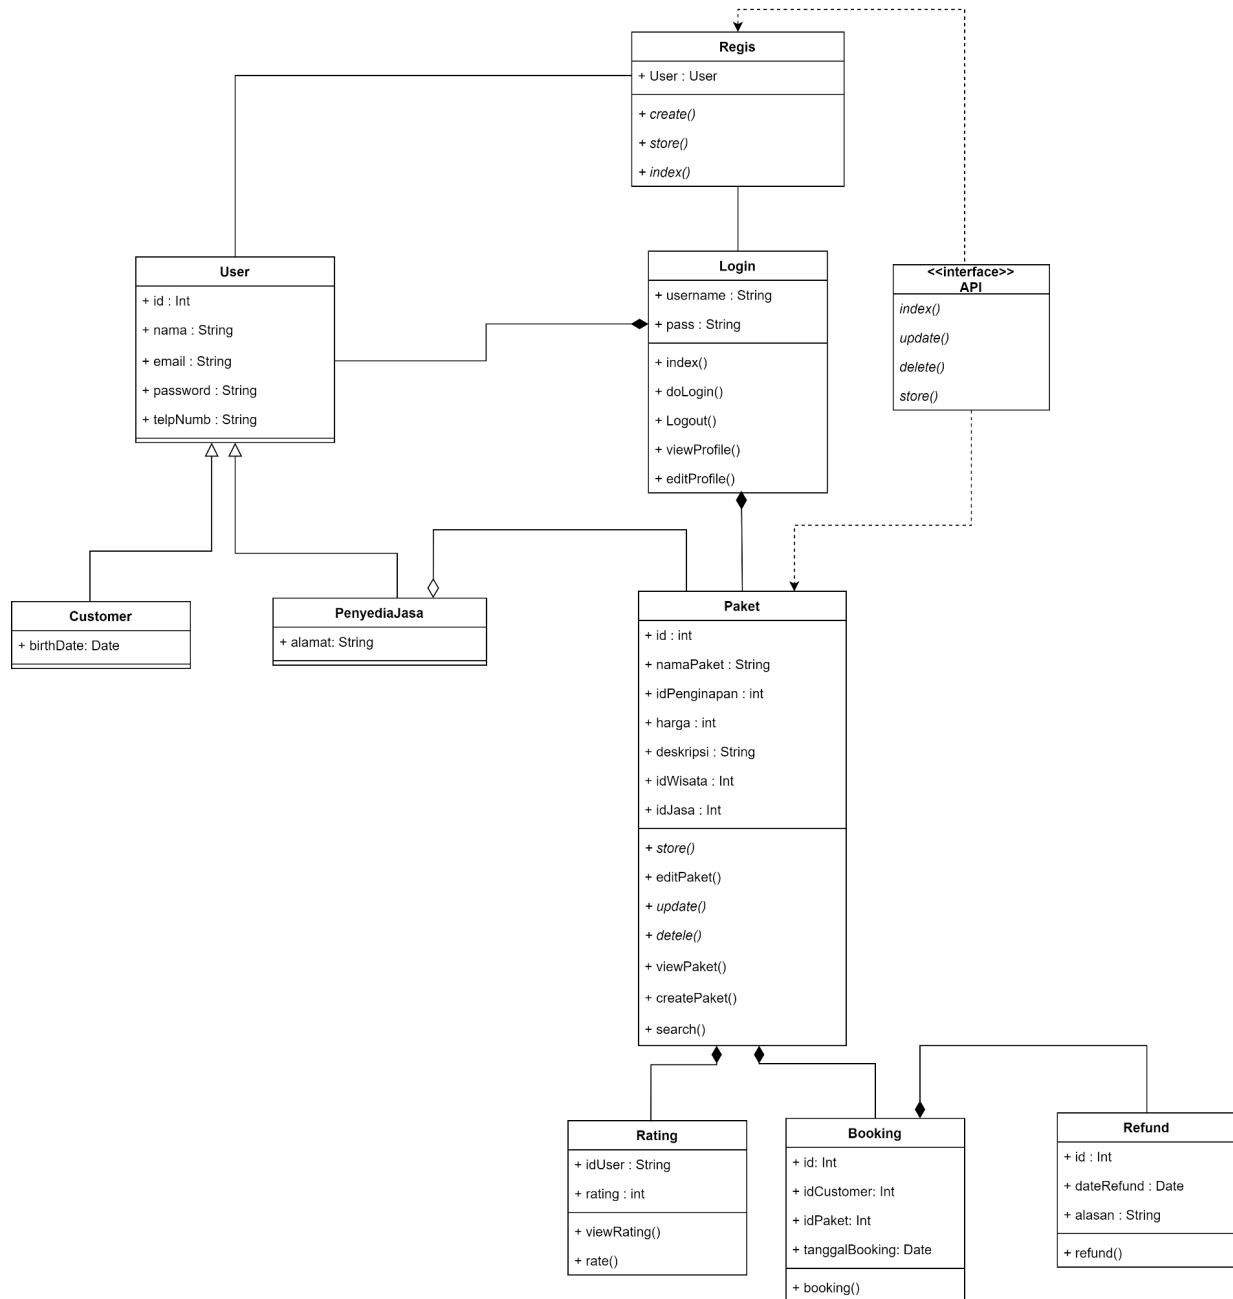 Regis
+ User : User
+ create()
+ store()
+ index()
User
+ id : Int
+ nama : String
+ email : String
+ password : String
+ telpNumb : String
Login
+ username : String
+ pass : String
+ index()
+ doLogin()
+ Logout()
+ viewProfile()
+ editProfile()
<<interface>>
API
index()
update()
delete()
store()
Customer
+ birthDate: Date
PenyediaJasa
+ alamat: String
Paket
+ id : int
+ namaPaket : String
+ idPenginapan : int
+ harga : int
+ deskripsi : String
+ idWisata : Int
+ idJasa : Int
+ store()
+ editPaket()
+ update()
+ detele()
+ viewPaket()
+ createPaket()
+ search()
Rating
+ idUser : String
+ rating : int
+ viewRating()
+ rate()
Booking
+ id: Int
+ idCustomer: Int
+ idPaket: Int
+ tanggalBooking: Date
+ booking()
Refund
+ id : Int
+ dateRefund : Date
+ alasan : String
+ refund()